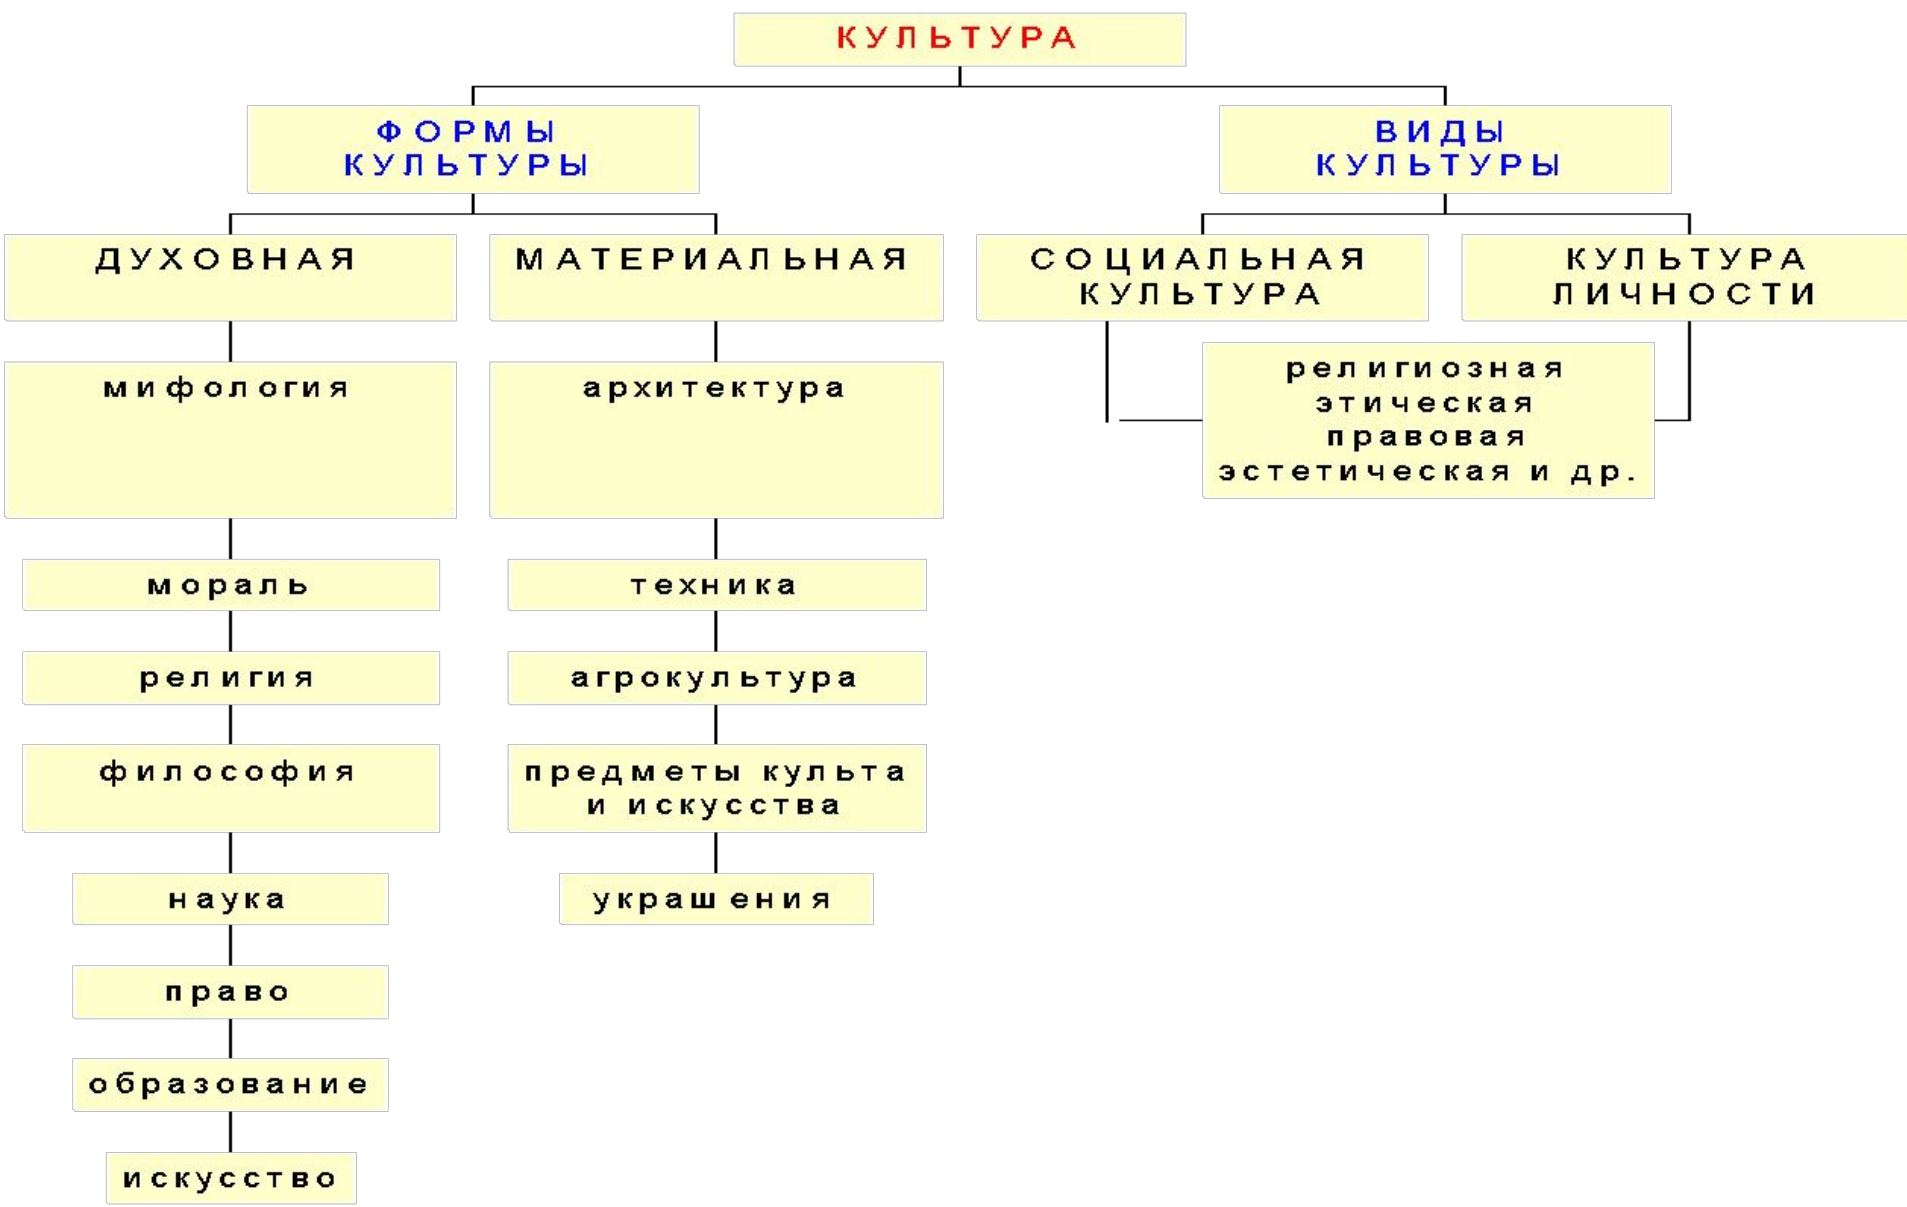 КУЛЬТУРА
ФОРМЫ
КУЛЬТУРЫ
ВИДЫ
КУЛЬТУРЫ
ДУХОВНАЯ
МАТЕРИАЛЬНАЯ
СОЦИАЛЬНАЯ
КУЛЬТУРА
КУЛЬТУРА
ЛИЧНОСТИ
мифология
архитектура
религиозная
этическая
правовая
эстетическая и др.
мораль
техника
религия
агрокультура
философия
предметы культа
и искусства
наука
украшения
право
образование
искусство